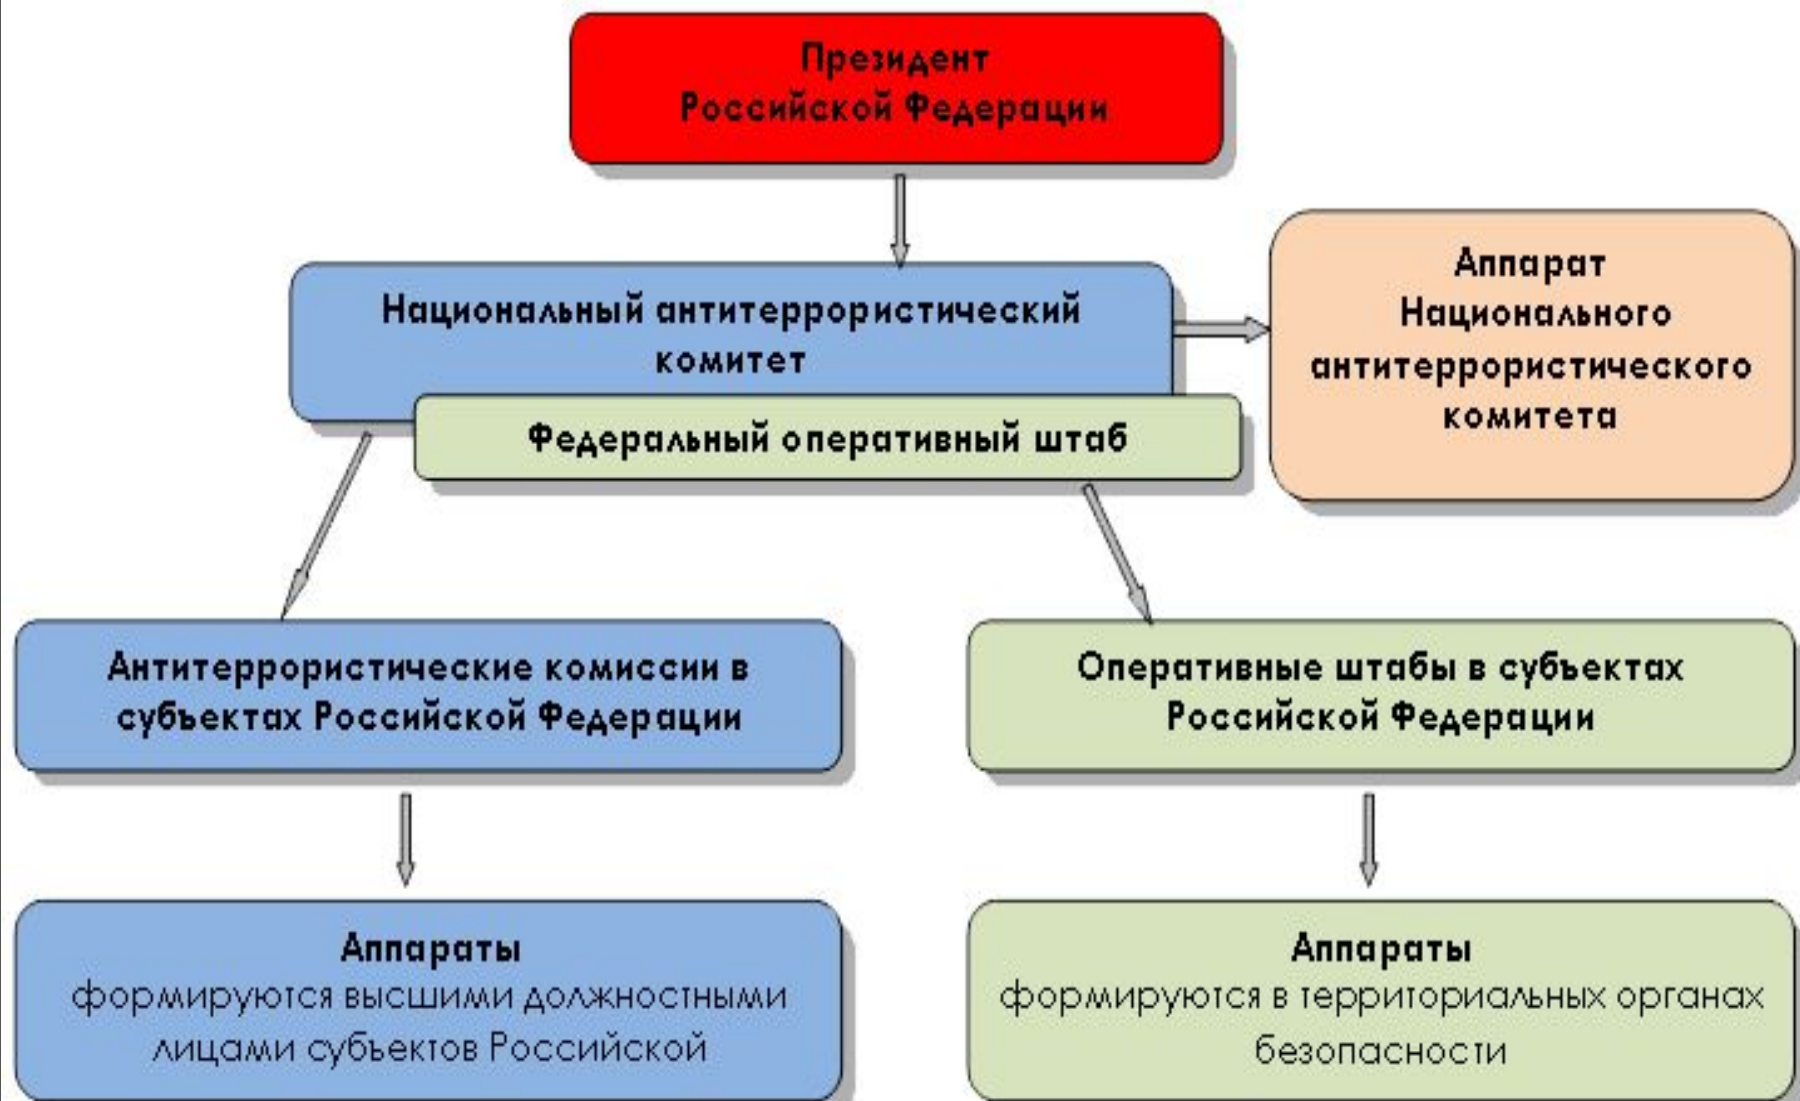 Президент
Российской Федерации
Национальный антитеррористический
комитет
Аппарат
Национального
антитеррористического
комитета
Федеральный оперативный штаб
Антитеррористические комиссии в
субъектах Российской Федерации
Оперативные штабы в субъектах
Российской Федерации
Аппараты
формируются высшими должностными
лицами субъектов Российской
Аппараты
формируются в территориальных органах
безопасности